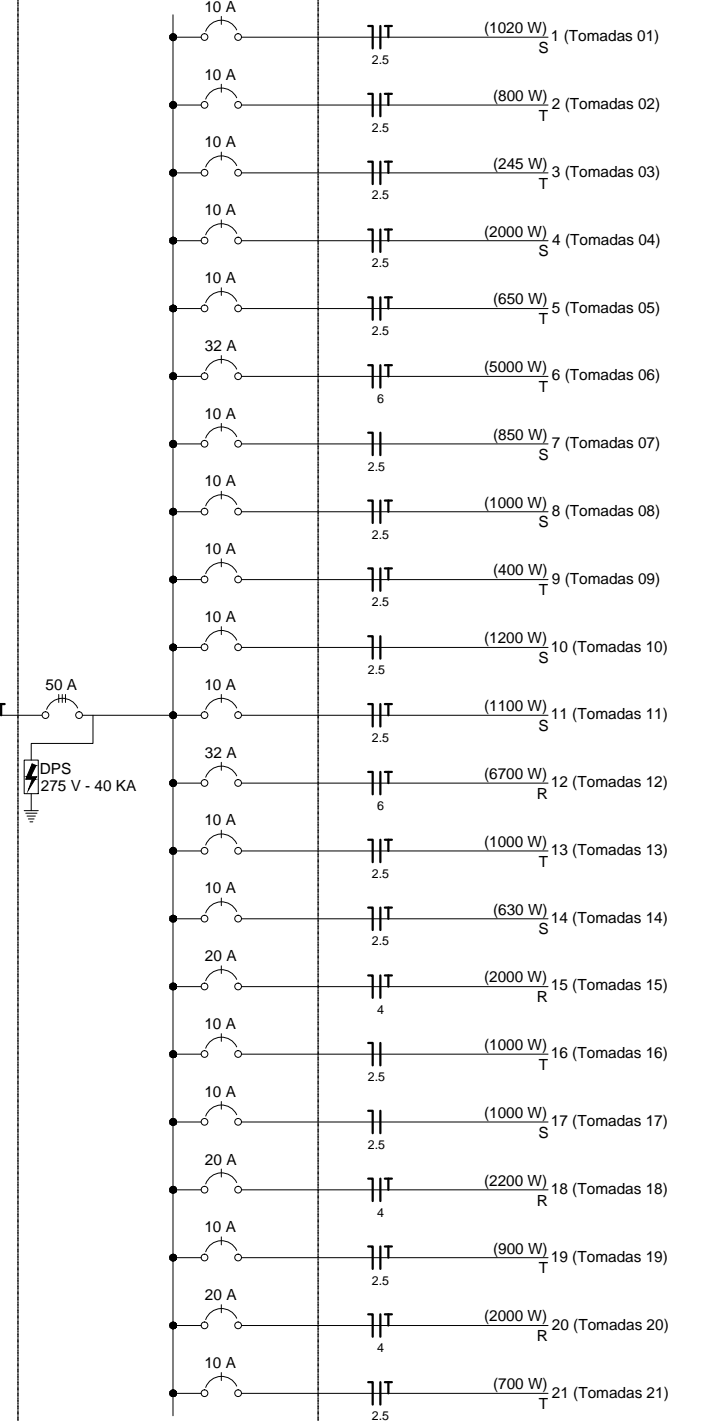 10 A
(1020 W)
S
1 (Tomadas 01)
2.5
10 A
(800 W)
T
2 (Tomadas 02)
2.5
10 A
(245 W)
T
3 (Tomadas 03)
2.5
10 A
(2000 W)
S
4 (Tomadas 04)
2.5
10 A
(650 W)
T
5 (Tomadas 05)
2.5
32 A
(5000 W)
T
6 (Tomadas 06)
6
10 A
(850 W)
S
7 (Tomadas 07)
2.5
10 A
(1000 W)
S
8 (Tomadas 08)
2.5
10 A
(400 W)
T
9 (Tomadas 09)
2.5
10 A
(1200 W)
S
10 (Tomadas 10)
2.5
50 A
10 A
(1100 W)
S
11 (Tomadas 11)
2.5
DPS
275 V - 40 KA
32 A
(6700 W)
R
12 (Tomadas 12)
6
10 A
(1000 W)
T
13 (Tomadas 13)
2.5
10 A
(630 W)
S
14 (Tomadas 14)
2.5
20 A
(2000 W)
R
15 (Tomadas 15)
4
10 A
(1000 W)
T
16 (Tomadas 16)
2.5
10 A
(1000 W)
S
17 (Tomadas 17)
2.5
20 A
(2200 W)
R
18 (Tomadas 18)
4
10 A
(900 W)
T
19 (Tomadas 19)
2.5
20 A
(2000 W)
R
20 (Tomadas 20)
4
10 A
(700 W)
T
21 (Tomadas 21)
2.5